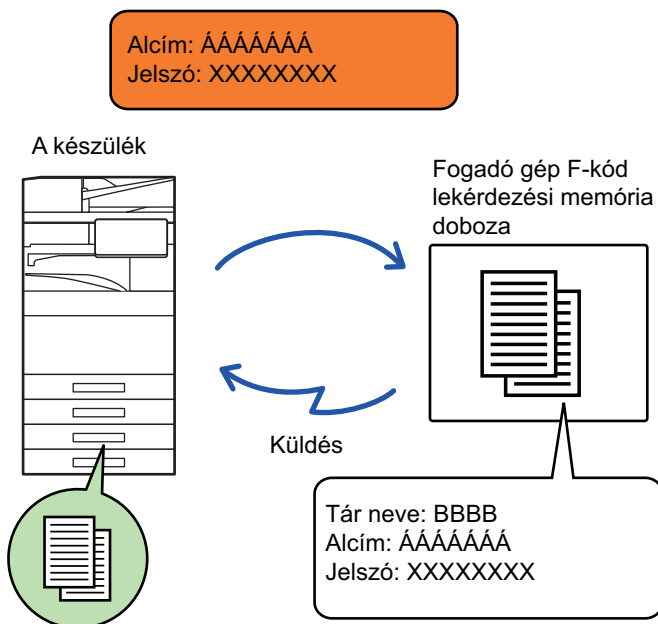 Alcím: ÁÁÁÁÁÁÁ
Jelszó: XXXXXXXX
A készülék
Fogadó gép F-kód
lekérdezési memória
doboza
Küldés
Tár neve: BBBB
Alcím: ÁÁÁÁÁÁÁ
Jelszó: XXXXXXXX